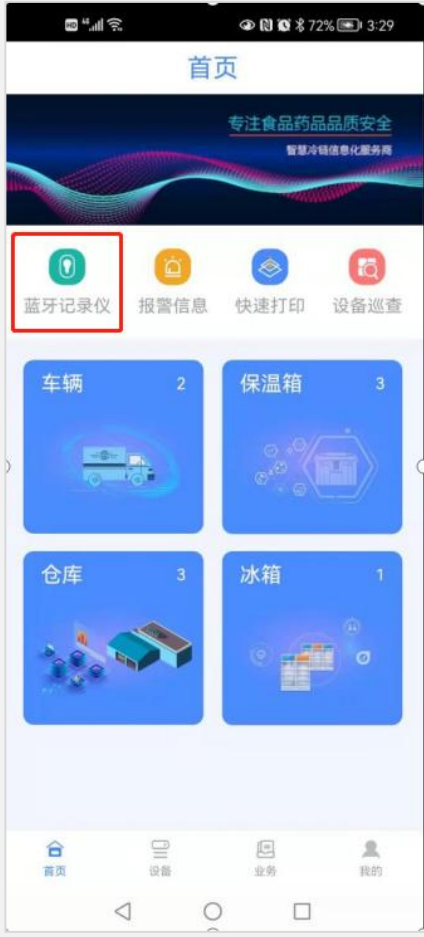 HD 4G 72% 3:29
首页
专注食品药品品质安全
智慧冷链信息化服务商
蓝牙记录仪 报警信息 快速打印 设备巡查
车辆 2 保温箱 3
仓库 3 冰箱 1
首页 设备 业务 我的